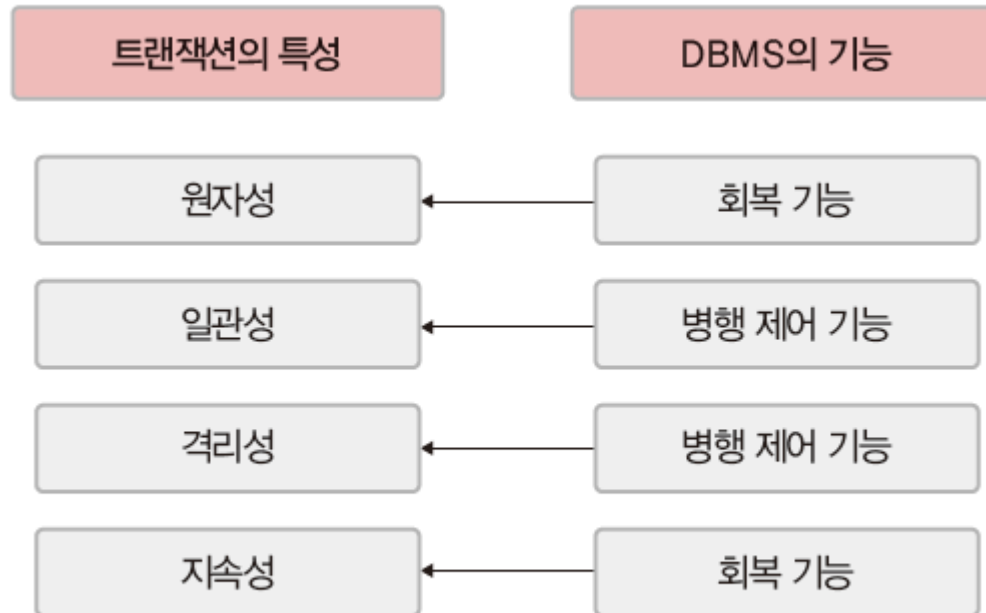 트랜잭션의 특성 DBMS의 기능
원자성 회복 기능
일관성 병행 제어 기능
격리성 병행 제어 기능
지속성 회복 기능